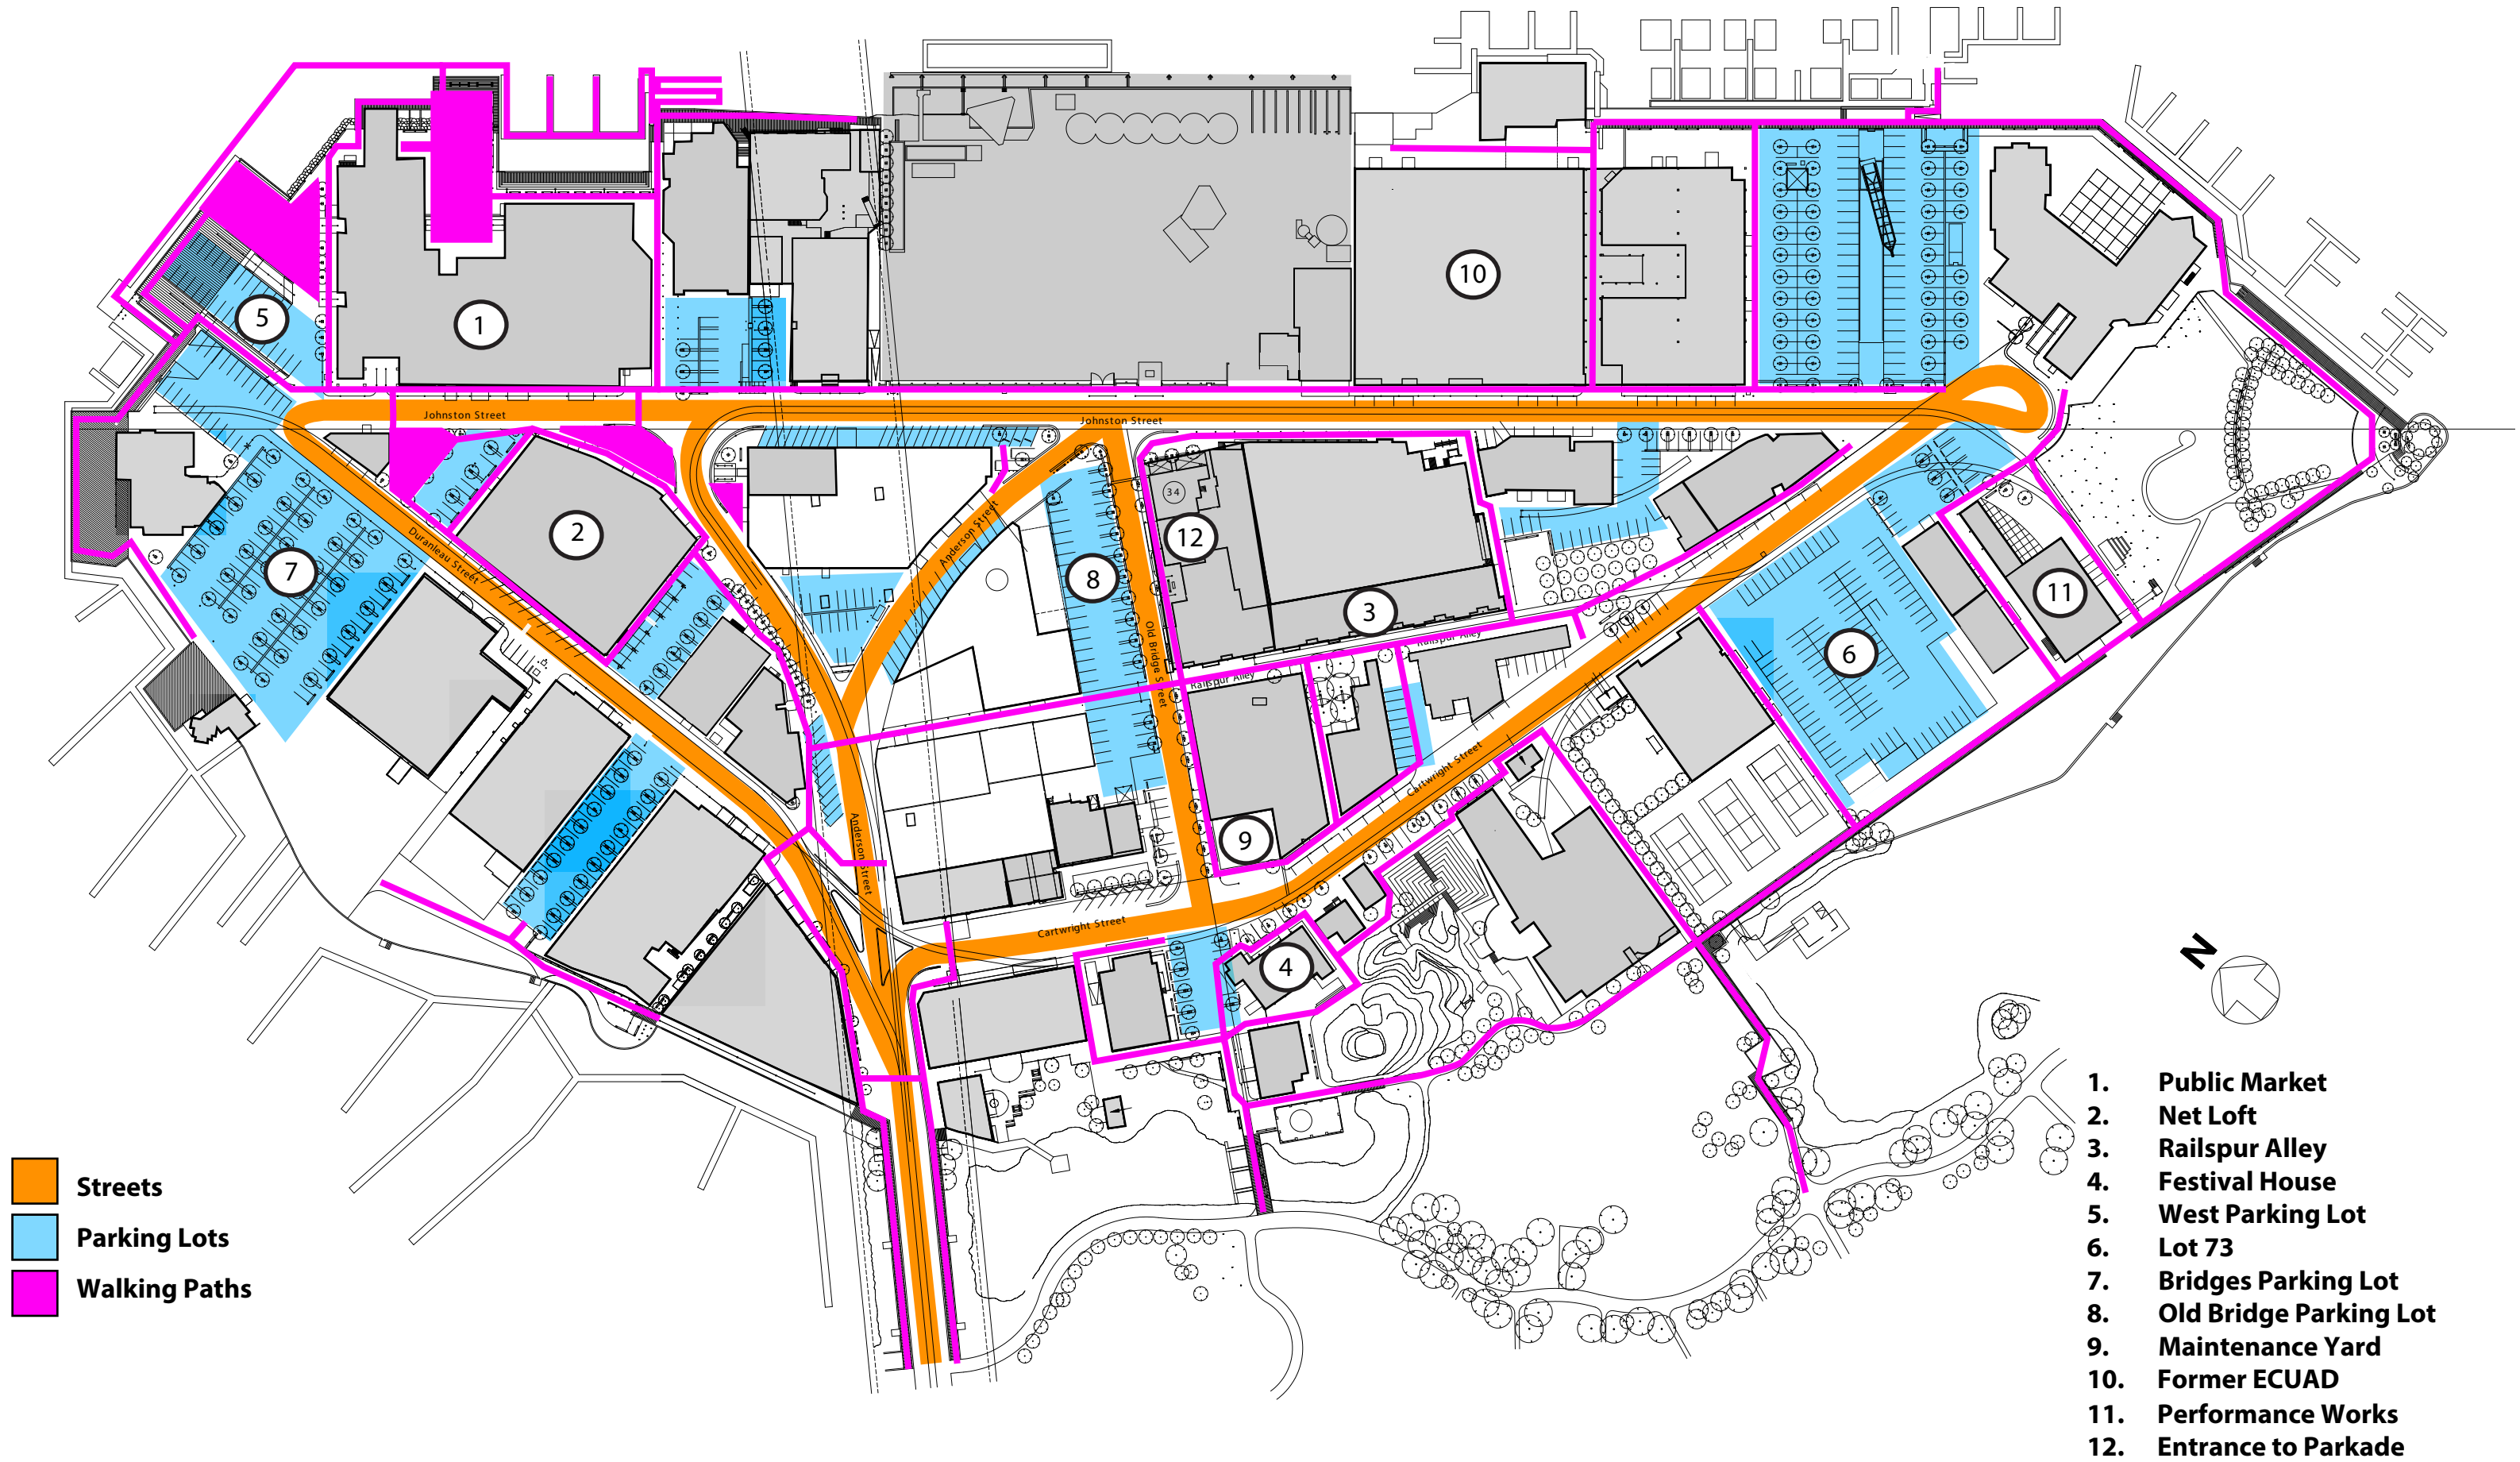 Johnston Street
Johnston Street
5
1
10
Duranleau Street
2
Anderson Street
34
12
7
8
3
11
Old Bridge Street
Railspur Alley
6
Railspur Alley
Cartwright Street
Anderson Street
9
Cartwright Street
4
N
Streets
Parking Lots
Walking Paths
1. Public Market
2. Net Loft
3. Railspur Alley
4. Festival House
5. West Parking Lot
6. Lot 73
7. Bridges Parking Lot
8. Old Bridge Parking Lot
9. Maintenance Yard
10. Former ECUAD
11. Performance Works
12. Entrance to Parkade